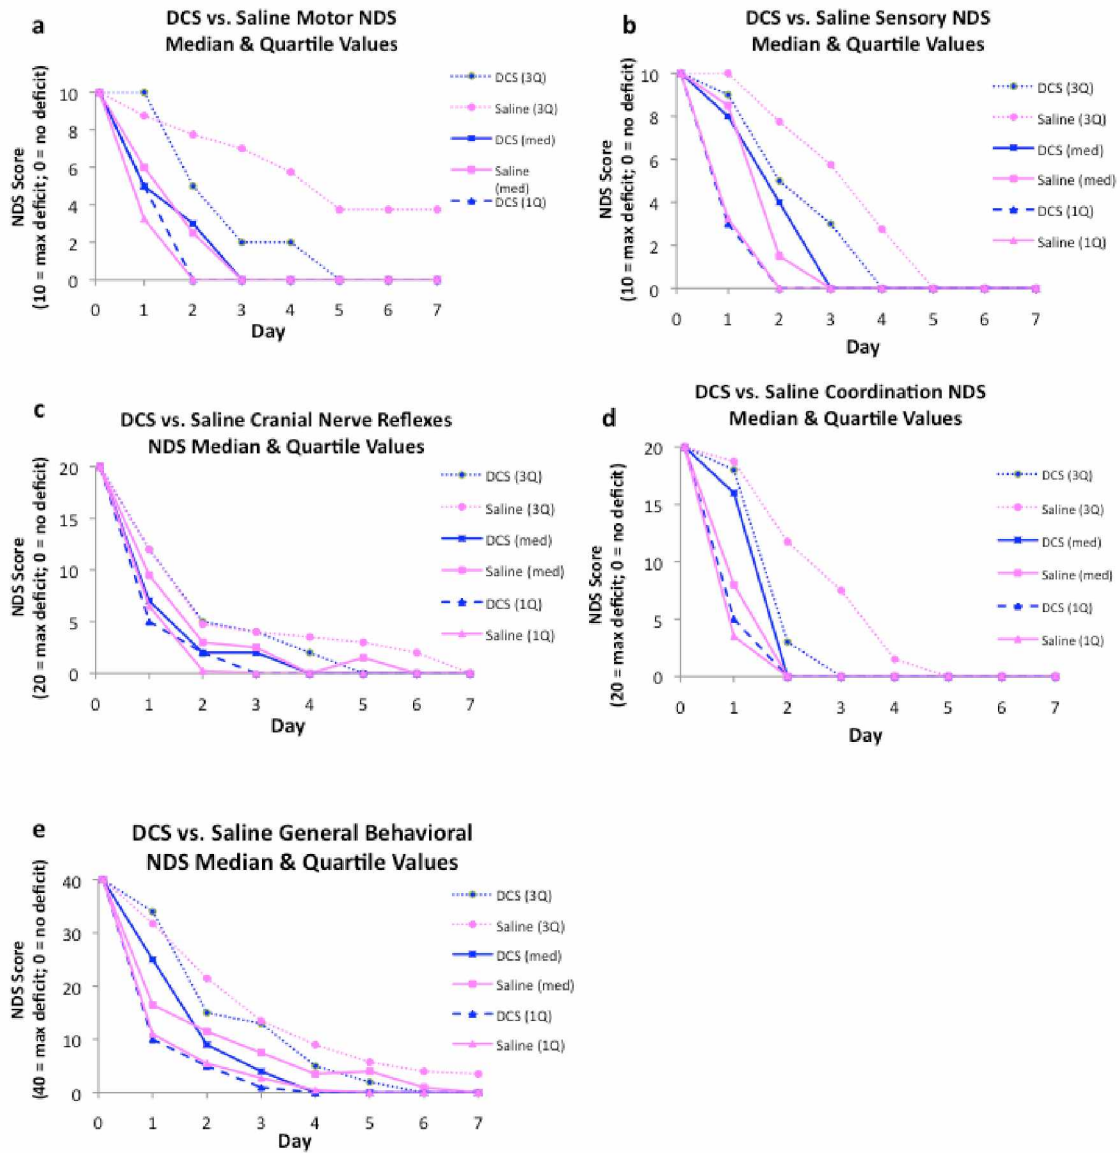 a
DCS vs. Saline Motor NDS
Median & Quartile Values
NDS Score
(10 = max deficit; 0 = no deficit)
10
8
6
4
2
0
0 1 2 3 4 5 6 7
Day
DCS (3Q)
Saline (3Q)
DCS (med)
Saline
(med)
DCS (1Q)
b
DCS vs. Saline Sensory NDS
Median & Quartile Values
NDS Score
(10 = max deficit; 0 = no deficit)
10
8
6
4
2
0
0 1 2 3 4 5 6 7
Day
DCS (3Q)
Saline (3Q)
DCS (med)
Saline (med)
DCS (1Q)
Saline (1Q)
c
DCS vs. Saline Cranial Nerve Reflexes
NDS Median & Quartile Values
NDS Score
(20 = max deficit; 0 = no deficit)
20
15
10
5
0
0 1 2 3 4 5 6 7
Day
DCS (3Q)
Saline (3Q)
DCS (med)
Saline (med)
DCS (1Q)
Saline (1Q)
d
DCS vs. Saline Coordination NDS
Median & Quartile Values
NDS Score
(20 = max deficit; 0 = no deficit)
20
15
10
5
0
0 1 2 3 4 5 6 7
Day
DCS (3Q)
Saline (3Q)
DCS (med)
Saline (med)
DCS (1Q)
Saline (1Q)
e
DCS vs. Saline General Behavioral
NDS Median & Quartile Values
NDS Score
(40 = max deficit; 0 = no deficit)
40
30
20
10
0
0 1 2 3 4 5 6 7
Day
DCS (3Q)
Saline (3Q)
DCS (med)
Saline (med)
DCS (1Q)
Saline (1Q)